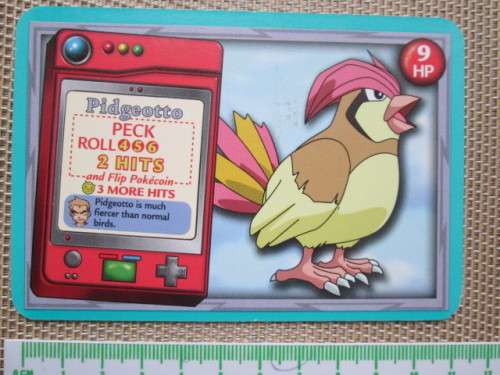 Pidgeotto
PECK
ROLL 4 5 6
2 HITS
and Flip Pokécoin
3 MORE HITS
Pidgeotto is much
fiercer than normal
birds.
9
HP